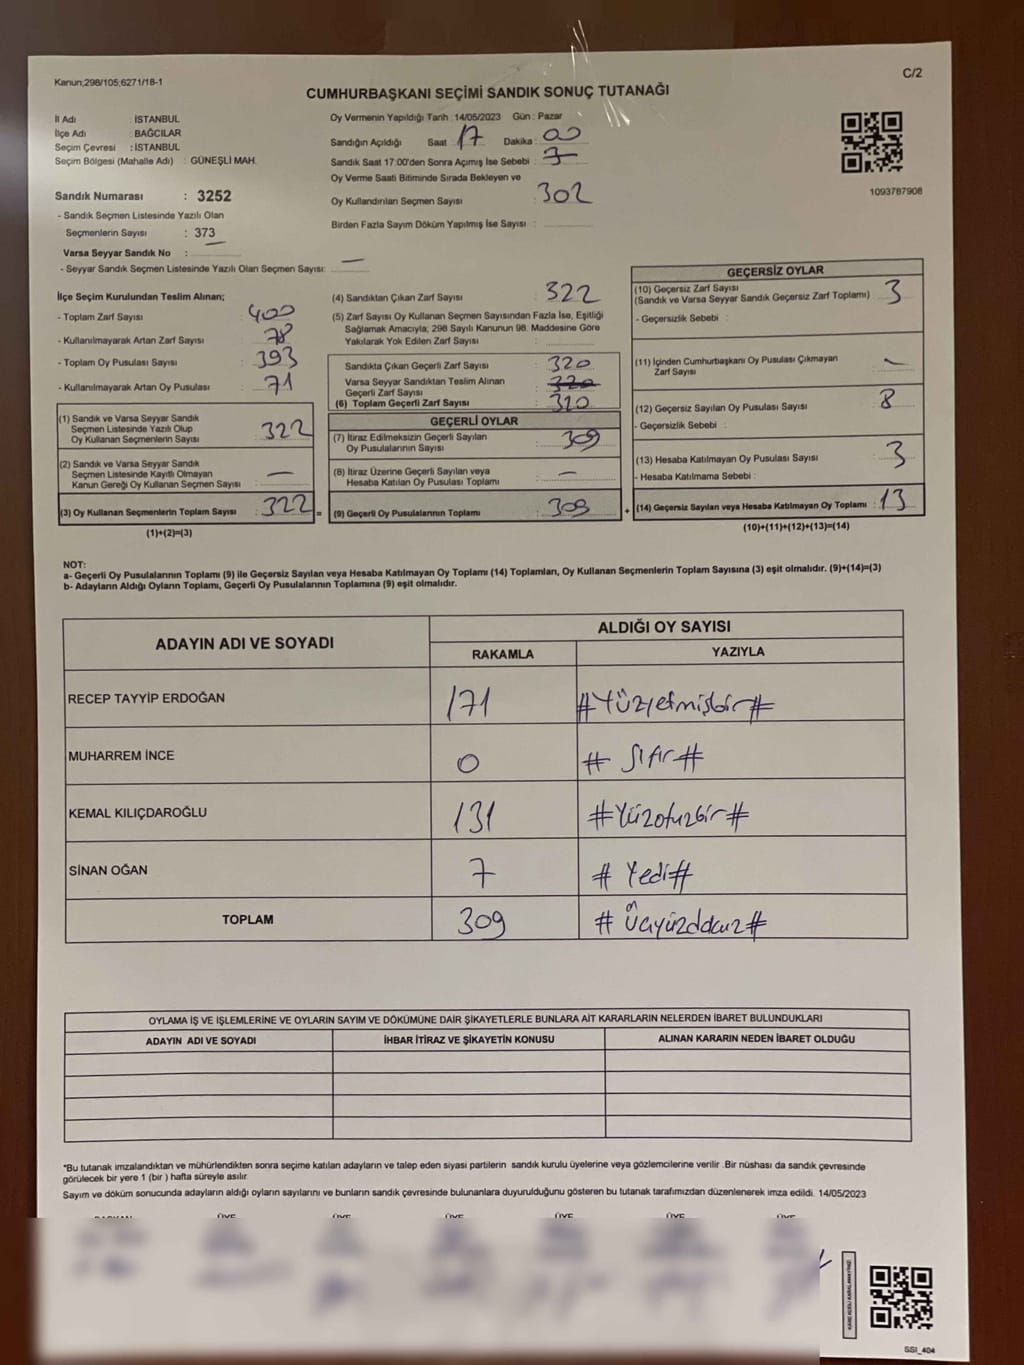 Kanun;298/105;6271/18-1
C/2
CUMHURBAŞKANI SEÇİMİ SANDIK SONUÇ TUTANAĞI
İl Adı : İSTANBUL
İlçe Adı : BAĞCILAR
Seçim Çevresi : İSTANBUL
Seçim Bölgesi (Mahalle Adı) : GÜNEŞLİ MAH.
Sandık Numarası : 3252
- Sandık Seçmen Listesinde Yazılı Olan
Seçmenlerin Sayısı : 373
Varsa Seyyar Sandık No :
- Seyyar Sandık Seçmen Listesinde Yazılı Olan Seçmen Sayısı: —
Oy Vermenin Yapıldığı Tarih : 14/05/2023 Gün : Pazar
Sandığın Açıldığı Saat 17 Dakika : 00
Sandık Saat 17:00'den Sonra Açımış İse Sebebi :
Oy Verme Saati Bitiminde Sırada Bekleyen ve
Oy Kullandırılan Seçmen Sayısı : 302
Birden Fazla Sayım Döküm Yapılmış İse Sayısı :
1093787908
İlçe Seçim Kurulundan Teslim Alınan;
- Toplam Zarf Sayısı : 400
- Kullanılmayarak Artan Zarf Sayısı : 78
- Toplam Oy Pusulası Sayısı : 393
- Kullanılmayarak Artan Oy Pusulası : 71
(1) Sandık ve Varsa Seyyar Sandık
Seçmen Listesinde Yazılı Olup
Oy Kullanan Seçmenlerin Sayısı : 322
(2) Sandık ve Varsa Seyyar Sandık
Seçmen Listesinde Kayıtlı Olmayan
Kanun Gereği Oy Kullanan Seçmen Sayısı : —
(3) Oy Kullanan Seçmenlerin Toplam Sayısı : 322 =
(1)+(2)=(3)
(4) Sandıktan Çıkan Zarf Sayısı : 322
(5) Zarf Sayısı Oy Kullanan Seçmen Sayısından Fazla İse, Eşitliği
Sağlamak Amacıyla; 298 Sayılı Kanunun 98. Maddesine Göre
Yakılarak Yok Edilen Zarf Sayısı :
Sandıkta Çıkan Geçerli Zarf Sayısı : 320
Varsa Seyyar Sandıktan Teslim Alınan
Geçerli Zarf Sayısı : 320
(6) Toplam Geçerli Zarf Sayısı : 320
GEÇERLİ OYLAR
(7) İtiraz Edilmeksizin Geçerli Sayılan
Oy Pusulalarının Sayısı : 309
(8) İtiraz Üzerine Geçerli Sayılan veya
Hesaba Katılan Oy Pusulası Toplamı : —
(9) Geçerli Oy Pusulalarının Toplamı : 309 +
GEÇERSİZ OYLAR
(10) Geçersiz Zarf Sayısı
(Sandık ve Varsa Seyyar Sandık Geçersiz Zarf Toplamı) : 3
- Geçersizlik Sebebi :
(11) İçinden Cumhurbaşkanı Oy Pusulası Çıkmayan
Zarf Sayısı : —
(12) Geçersiz Sayılan Oy Pusulası Sayısı : 8
- Geçersizlik Sebebi :
(13) Hesaba Katılmayan Oy Pusulası Sayısı : 3
- Hesaba Katılmama Sebebi :
(14) Geçersiz Sayılan veya Hesaba Katılmayan Oy Toplamı : 13
(10)+(11)+(12)+(13)=(14)
NOT:
a- Geçerli Oy Pusulalarının Toplamı (9) ile Geçersiz Sayılan veya Hesaba Katılmayan Oy Toplamı (14) Toplamları, Oy Kullanan Seçmenlerin Toplam Sayısına (3) eşit olmalıdır. (9)+(14)=(3)
b- Adayların Aldığı Oyların Toplamı, Geçerli Oy Pusulalarının Toplamına (9) eşit olmalıdır.
ADAYIN ADI VE SOYADI
ALDIĞI OY SAYISI
RAKAMLA YAZIYLA
RECEP TAYYİP ERDOĞAN 171 #Yüzyetmişbir#
MUHARREM İNCE 0 # Sıfır #
KEMAL KILIÇDAROĞLU 131 #Yüzotuzbir#
SİNAN OĞAN 7 # Yedi#
TOPLAM 309
OYLAMA İŞ VE İŞLEMLERİNE VE OYLARIN SAYIM VE DÖKÜMÜNE DAİR ŞİKAYETLERLE BUNLARA AİT KARARLARIN NELERDEN İBARET BULUNDUKLARI
ADAYIN ADI VE SOYADI İHBAR İTİRAZ VE ŞİKAYETİN KONUSU ALINAN KARARIN NEDEN İBARET OLDUĞU
*Bu tutanak imzalandıktan ve mühürlendikten sonra seçime katılan adayların ve talep eden siyasi partilerin sandık kurulu üyelerine veya gözlemcilerine verilir .Bir nüshası da sandık çevresinde
görülecek bir yere 1 (bir ) hafta süreyle asılır.
Sayım ve döküm sonucunda adayların aldığı oyların sayılarını ve bunların sandık çevresinde bulunanlara duyurulduğunu gösteren bu tutanak tarafımızdan düzenlenerek imza edildi. 14/05/2023
BAŞKAN ÜYE ÜYE ÜYE ÜYE ÜYE ÜYE
SSI_404